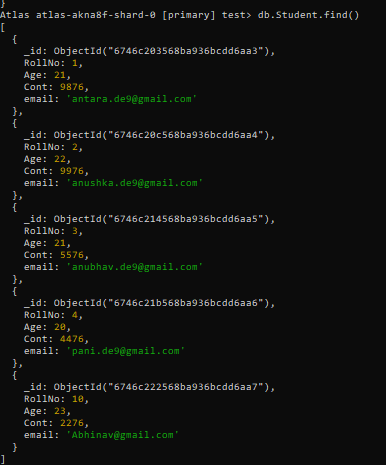 }
Atlas atlas-akna8f-shard-0 [primary] test> db.Student.find()
[
  {
    _id: ObjectId("6746c203568ba936bcdd6aa3"),
    RollNo: 1,
    Age: 21,
    Cont: 9876,
    email: 'antara.de9@gmail.com'
  },
  {
    _id: ObjectId("6746c20c568ba936bcdd6aa4"),
    RollNo: 2,
    Age: 22,
    Cont: 9976,
    email: 'anushka.de9@gmail.com'
  },
  {
    _id: ObjectId("6746c214568ba936bcdd6aa5"),
    RollNo: 3,
    Age: 21,
    Cont: 5576,
    email: 'anubhav.de9@gmail.com'
  },
  {
    _id: ObjectId("6746c21b568ba936bcdd6aa6"),
    RollNo: 4,
    Age: 20,
    Cont: 4476,
    email: 'pani.de9@gmail.com'
  },
  {
    _id: ObjectId("6746c222568ba936bcdd6aa7"),
    RollNo: 10,
    Age: 23,
    Cont: 2276,
    email: 'Abhinav@gmail.com'
  }
]